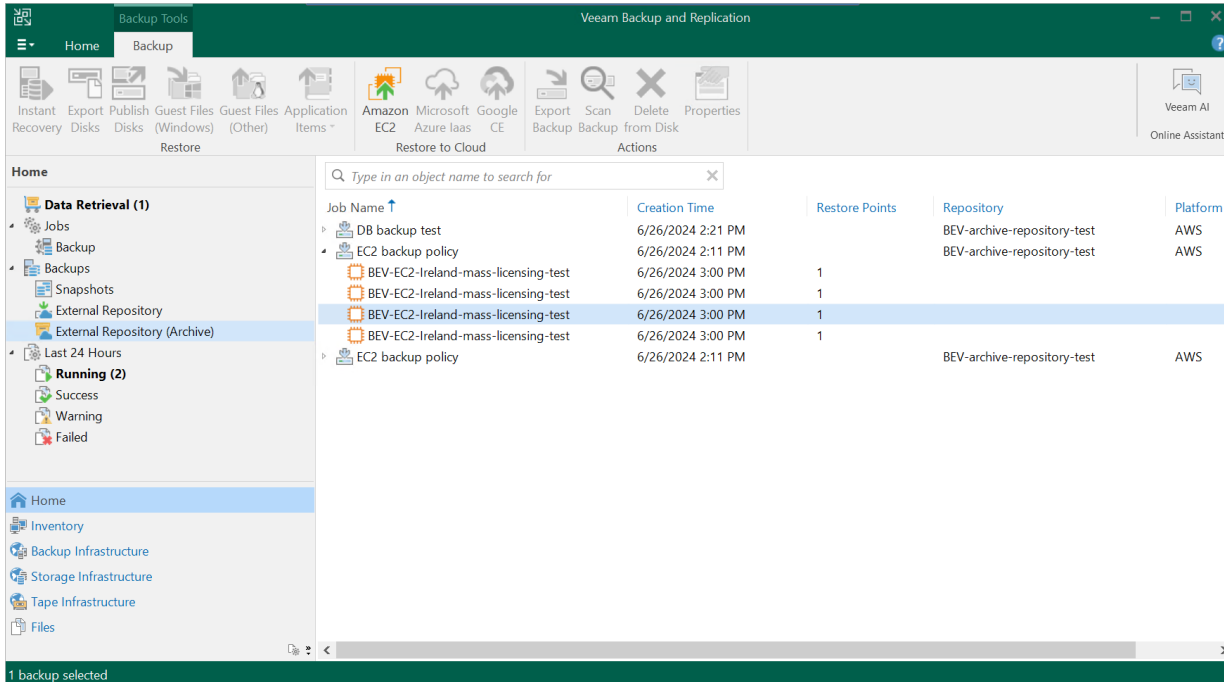 Backup Tools
Veeam Backup and Replication
Home
Backup
Instant Recovery
Export Disks
Publish Disks
Guest Files (Windows)
Guest Files (Other)
Application Items
Restore
Amazon EC2
Microsoft Azure Iaas
Google CE
Restore to Cloud
Export Backup
Scan Backup
Delete from Disk
Properties
Actions
Veeam AI
Online Assistant
Home
Data Retrieval (1)
Jobs
Backup
Backups
Snapshots
External Repository
External Repository (Archive)
Last 24 Hours
Running (2)
Success
Warning
Failed
Home
Inventory
Backup Infrastructure
Storage Infrastructure
Tape Infrastructure
Files
Type in an object name to search for
Job Name Creation Time Restore Points Repository Platform
DB backup test 6/26/2024 2:21 PM BEV-archive-repository-test AWS
EC2 backup policy 6/26/2024 2:11 PM BEV-archive-repository-test AWS
BEV-EC2-Ireland-mass-licensing-test 6/26/2024 3:00 PM 1
BEV-EC2-Ireland-mass-licensing-test 6/26/2024 3:00 PM 1
BEV-EC2-Ireland-mass-licensing-test 6/26/2024 3:00 PM 1
BEV-EC2-Ireland-mass-licensing-test 6/26/2024 3:00 PM 1
EC2 backup policy 6/26/2024 2:11 PM BEV-archive-repository-test AWS
1 backup selected